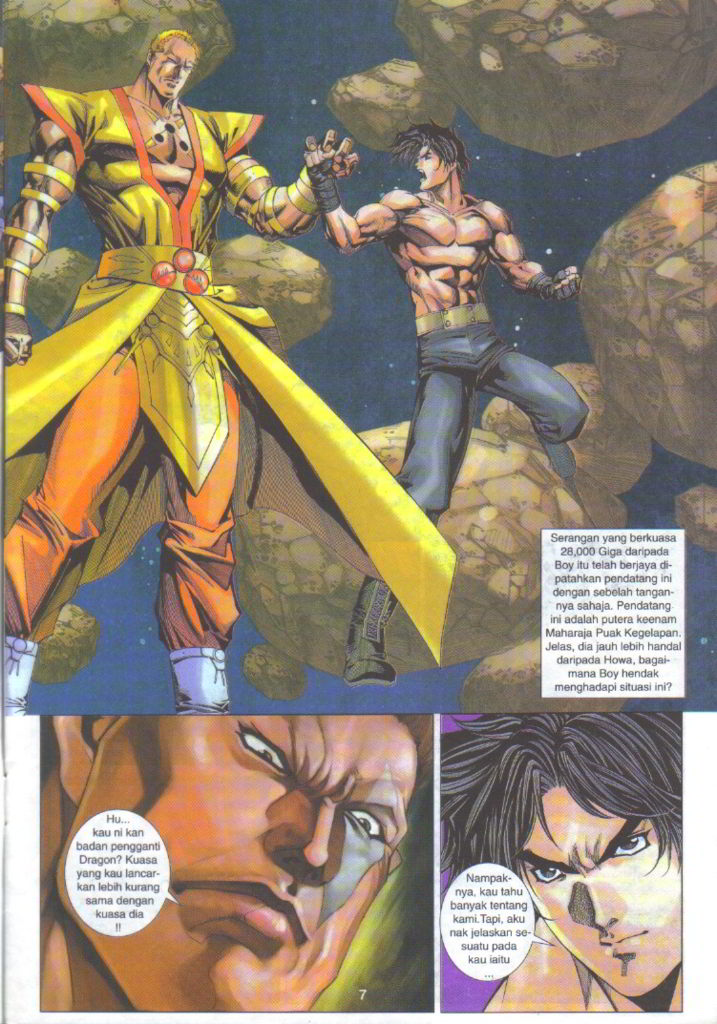 Serangan yang berkuasa
28,000 Giga daripada
Boy itu telah berjaya di-
patahkan pendatang ini
dengan sebelah tangan-
nya sahaja. Pendatang
ini adalah putera keenam
Maharaja Puak Kegelapan.
Jelas, dia jauh lebih handal
daripada Howa, bagai-
mana Boy hendak
menghadapi situasi ini?
Hu...
kau ni kan
badan pengganti
Dragon? Kuasa
yang kau lancar-
kan lebih kurang
sama dengan
kuasa dia
!!
Nampak-
nya, kau tahu
banyak tentang
kami.Tapi, aku
nak jelaskan se-
suatu pada
kau iaitu
...
7